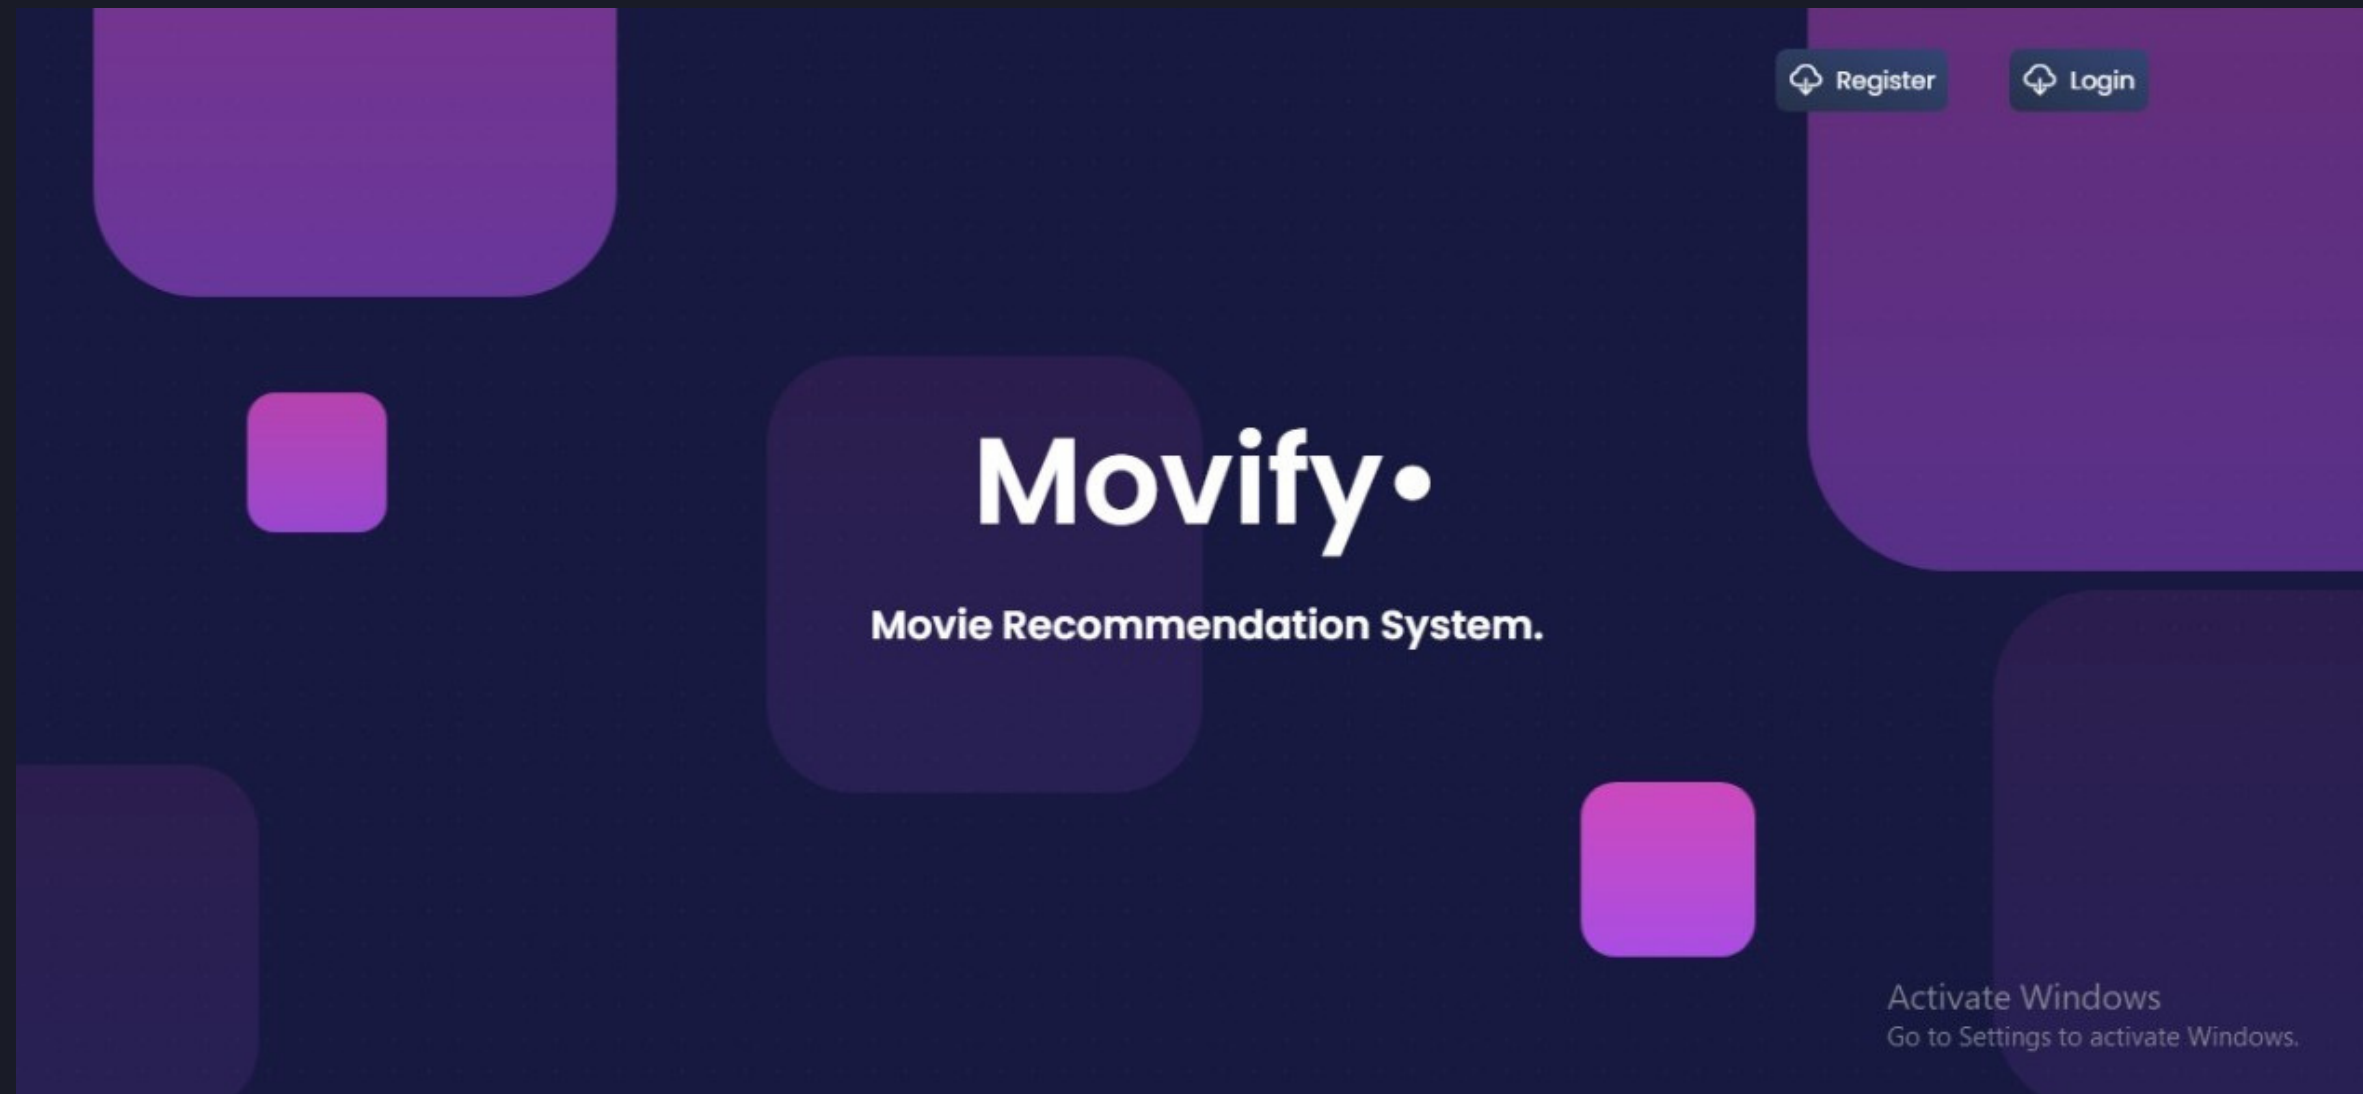 Register
Login
Movify•
Movie Recommendation System.
Activate Windows
Go to Settings to activate Windows.